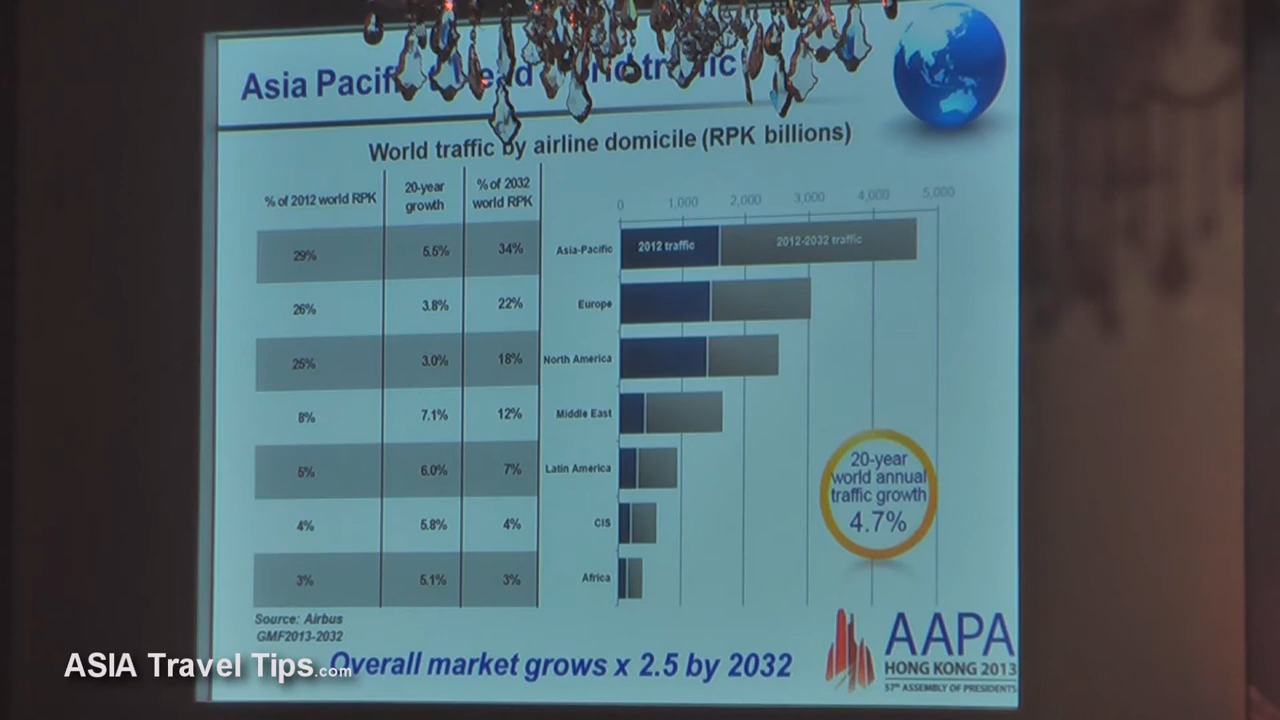 Asia Pacific
World traffic by airline domicile (RPK billions)
% of 2012 world RPK
20-year growth
% of 2032 world RPK
0 1,000 2,000 3,000 4,000 5,000
29% 5.5% 34% Asia-Pacific 2012 traffic 2012-2032 traffic
26% 3.8% 22% Europe
25% 3.0% 18% North America
8% 7.1% 12% Middle East
5% 6.0% 7% Latin America
4% 5.8% 4% CIS
3% 5.1% 3% Africa
20-year
world annual
traffic growth
4.7%
Source: Airbus
GMF2013-2032
Overall market grows x 2.5 by 2032
AAPA
HONG KONG 2013
57th ASSEMBLY OF PRESIDENTS
ASIA Travel Tips.com